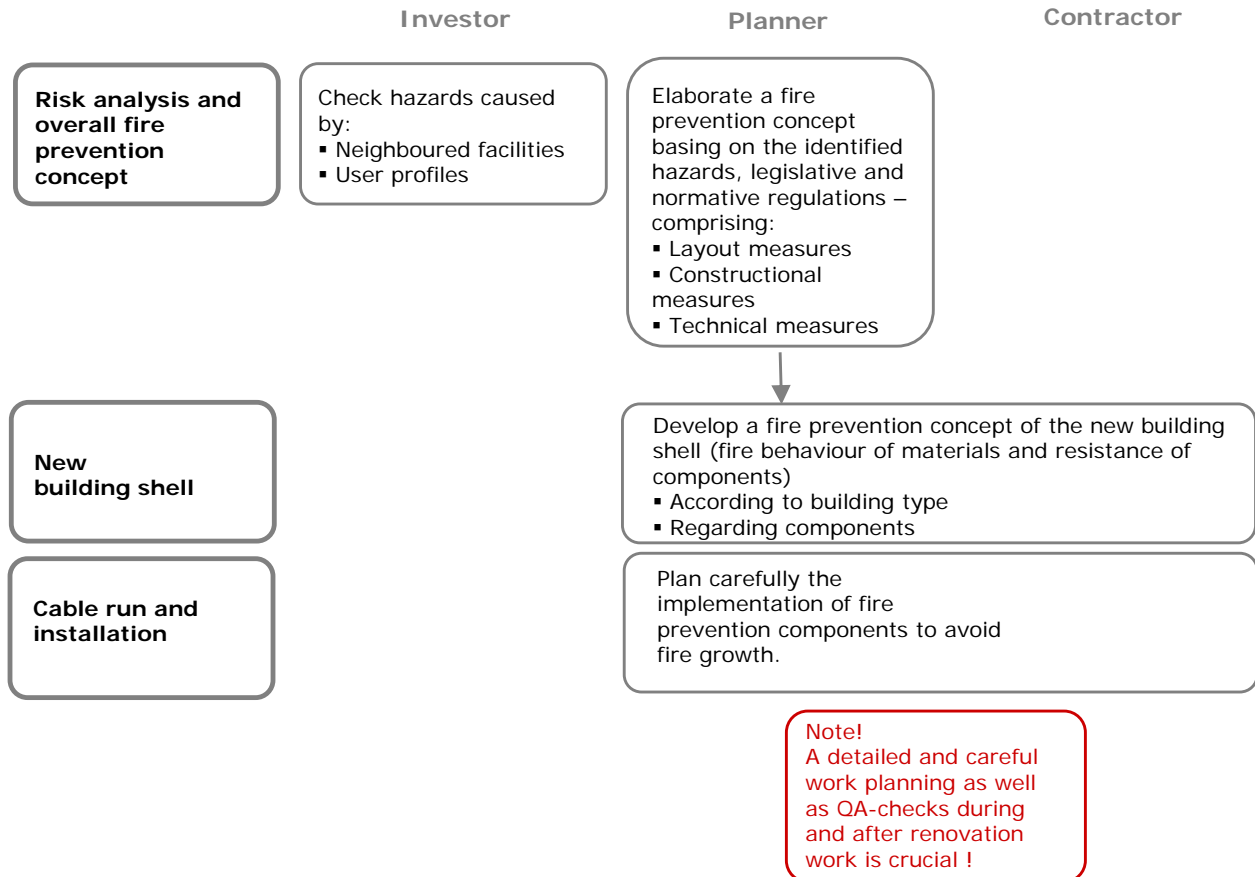 Investor
Planner
Contractor
Risk analysis and
overall fire
prevention
concept
Check hazards caused
by:
▪ Neighboured facilities
▪ User profiles
Elaborate a fire
prevention concept
basing on the identified
hazards, legislative and
normative regulations –
comprising:
▪ Layout measures
▪ Constructional
measures
▪ Technical measures
New
building shell
Develop a fire prevention concept of the new building
shell (fire behaviour of materials and resistance of
components)
▪ According to building type
▪ Regarding components
Cable run and
installation
Plan carefully the
implementation of fire
prevention components to avoid
fire growth.
Note!
A detailed and careful
work planning as well
as QA-checks during
and after renovation
work is crucial !